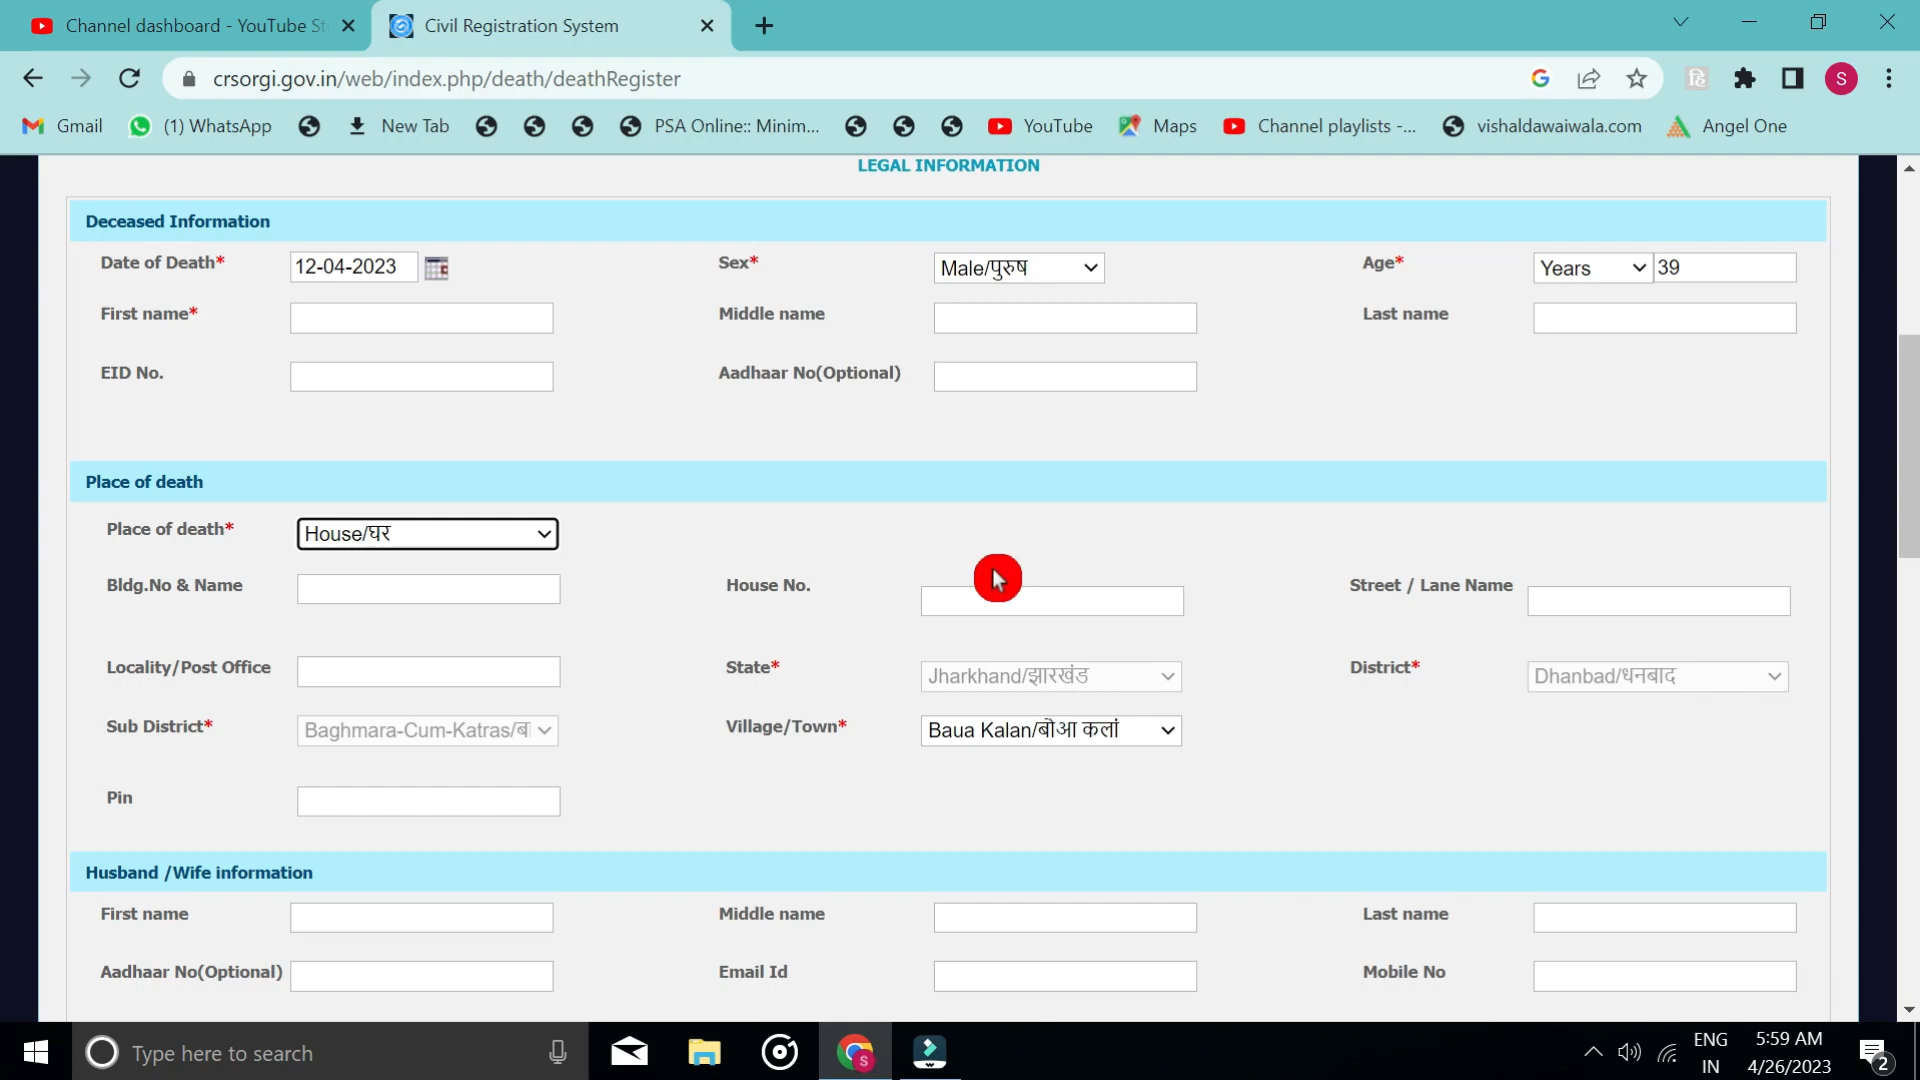 Channel dashboard - YouTube St
Civil Registration System
crsorgi.gov.in/web/index.php/death/deathRegister
S
Gmail (1) WhatsApp New Tab PSA Online:: Minim... YouTube Maps Channel playlists -... vishaldawaiwala.com Angel One
LEGAL INFORMATION
Deceased Information
Date of Death* 12-04-2023 Sex* Male/पुरुष Age* Years 39
First name* Middle name Last name
EID No. Aadhaar No(Optional)
Place of death
Place of death* House/घर
Bldg.No & Name House No. Street / Lane Name
Locality/Post Office State* Jharkhand/झारखंड District* Dhanbad/धनबाद
Sub District* Baghmara-Cum-Katras/ब Village/Town* Baua Kalan/बोआ कलां
Pin
Husband /Wife information
First name Middle name Last name
Aadhaar No(Optional) Email Id Mobile No
Type here to search
ENG 5:59 AM
IN 4/26/2023 2